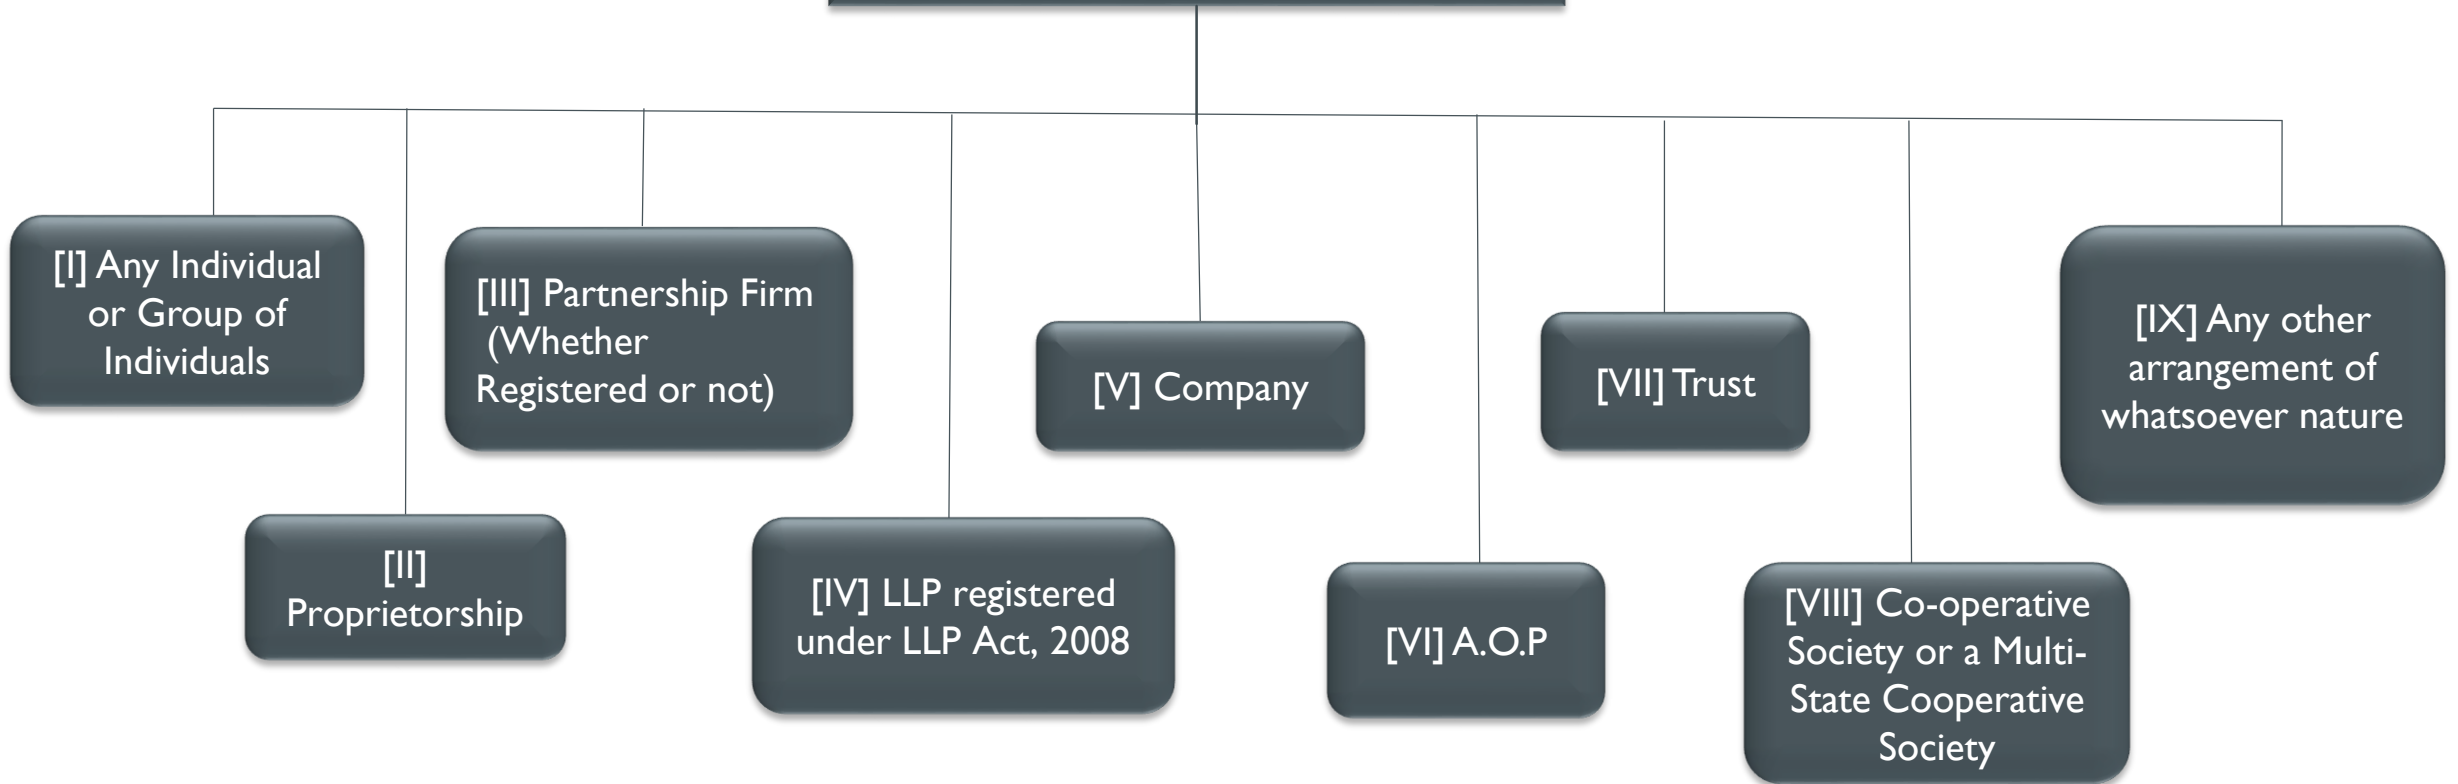 [I] Any Individual
or Group of
Individuals
[II]
Proprietorship
[III] Partnership Firm
(Whether
Registered or not)
[IV] LLP registered
under LLP Act, 2008
[V] Company
[VI] A.O.P
[VII] Trust
[VIII] Co-operative
Society or a Multi-
State Cooperative
Society
[IX] Any other
arrangement of
whatsoever nature